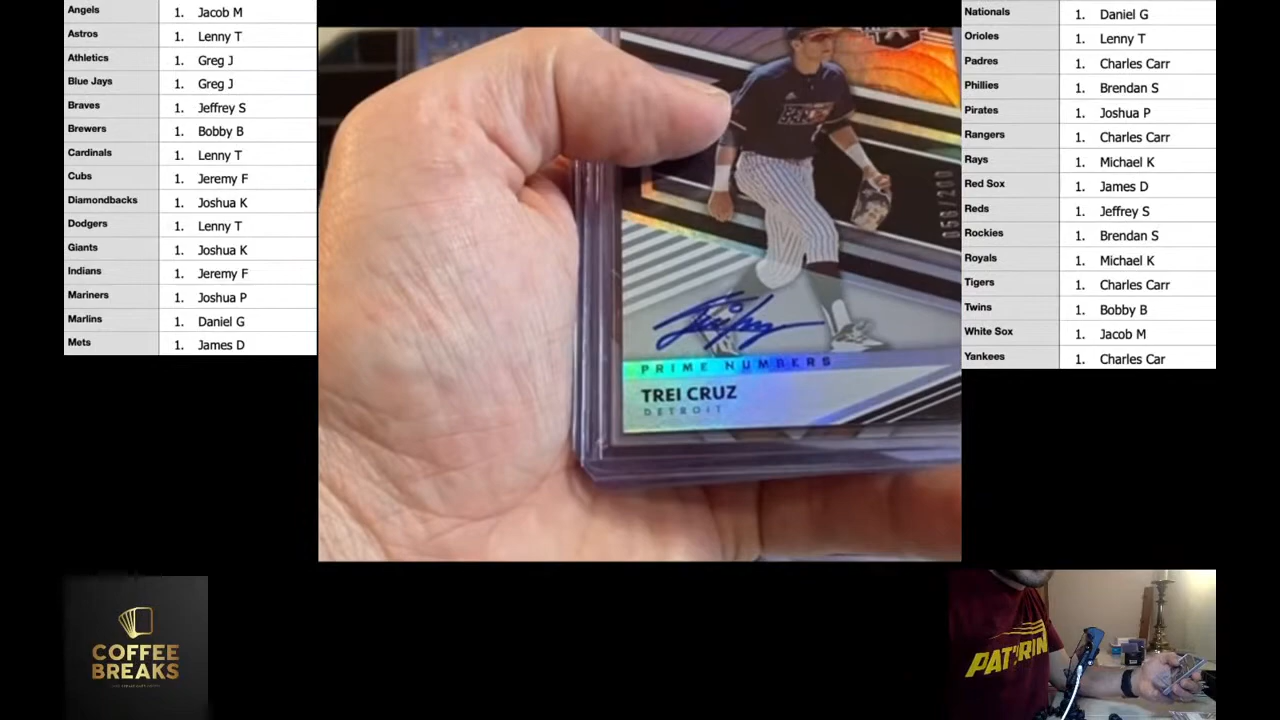 Angels 1. Jacob M
Astros 1. Lenny T
Athletics 1. Greg J
Blue Jays 1. Greg J
Braves 1. Jeffrey S
Brewers 1. Bobby B
Cardinals 1. Lenny T
Cubs 1. Jeremy F
Diamondbacks 1. Joshua K
Dodgers 1. Lenny T
Giants 1. Joshua K
Indians 1. Jeremy F
Mariners 1. Joshua P
Marlins 1. Daniel G
Mets 1. James D
058/200
PRIME NUMBERS
TREI CRUZ
DETROIT
Nationals 1. Daniel G
Orioles 1. Lenny T
Padres 1. Charles Carr
Phillies 1. Brendan S
Pirates 1. Joshua P
Rangers 1. Charles Carr
Rays 1. Michael K
Red Sox 1. James D
Reds 1. Jeffrey S
Rockies 1. Brendan S
Royals 1. Michael K
Tigers 1. Charles Carr
Twins 1. Bobby B
White Sox 1. Jacob M
Yankees 1. Charles Car
COFFEE
BREAKS